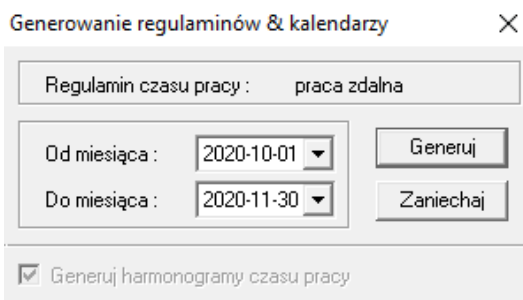 Generowanie regulaminów & kalendarzy
Regulamin czasu pracy : praca zdalna
Od miesiąca : 2020-10-01
Generuj
Do miesiąca : 2020-11-30
Zaniechaj
Generuj harmonogramy czasu pracy